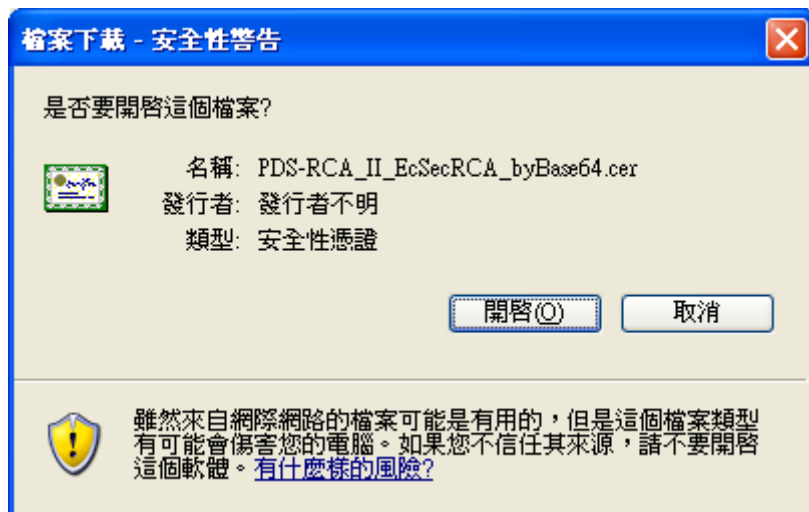 檔案下載 - 安全性警告
是否要開啓這個檔案?
名稱: PDS-RCA_II_EcSecRCA_byBase64.cer
發行者: 發行者不明
類型: 安全性憑證
開啓(O) 取消
雖然來自網際網路的檔案可能是有用的，但是這個檔案類型
有可能會傷害您的電腦。如果您不信任其來源，請不要開啓
這個軟體。有什麼樣的風險?